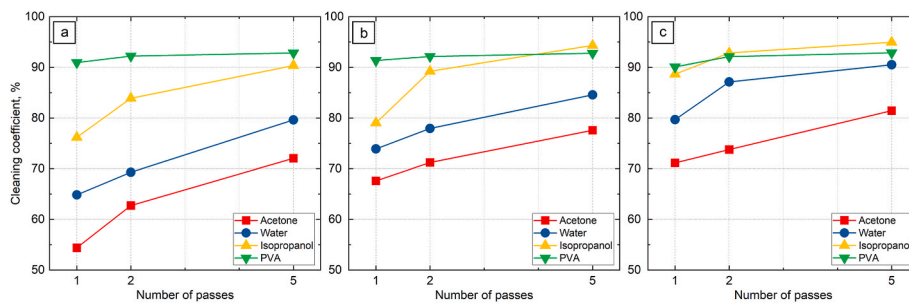 Cleaning coefficient, %
100
90
80
70
60
50
a
Acetone
Water
Isopropanol
PVA
1 2 5
Number of passes
100
90
80
70
60
50
b
Acetone
Water
Isopropanol
PVA
1 2 5
Number of passes
100
90
80
70
60
50
c
Acetone
Water
Isopropanol
PVA
1 2 5
Number of passes